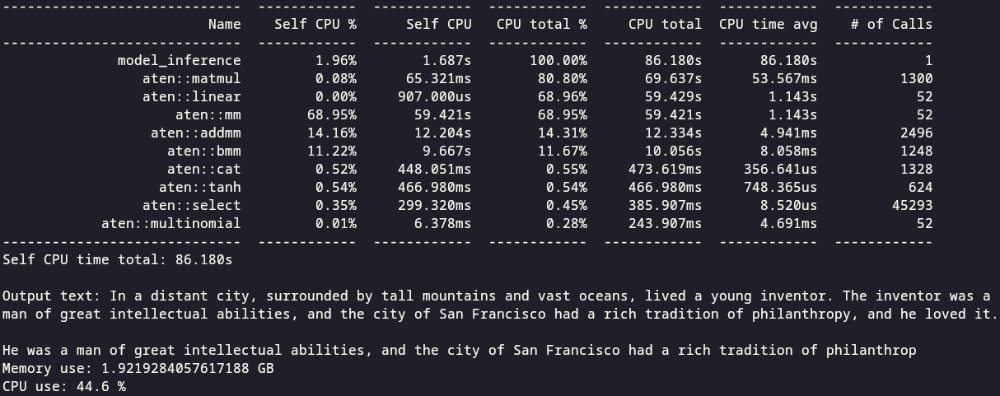 -----------------------------  ------------  ------------  ------------  ------------  ------------  ------------
                         Name    Self CPU %      Self CPU   CPU total %     CPU total  CPU time avg    # of Calls
-----------------------------  ------------  ------------  ------------  ------------  ------------  ------------
              model_inference         1.96%        1.687s       100.00%       86.180s       86.180s             1
                 aten::matmul         0.08%      65.321ms        80.80%       69.637s      53.567ms          1300
                 aten::linear         0.00%     907.000us        68.96%       59.429s        1.143s            52
                     aten::mm        68.95%       59.421s        68.95%       59.421s        1.143s            52
                  aten::addmm        14.16%       12.204s        14.31%       12.334s       4.941ms          2496
                    aten::bmm        11.22%        9.667s        11.67%       10.056s       8.058ms          1248
                    aten::cat         0.52%     448.051ms         0.55%     473.619ms     356.641us          1328
                   aten::tanh         0.54%     466.980ms         0.54%     466.980ms     748.365us           624
                 aten::select         0.35%     299.320ms         0.45%     385.907ms       8.520us         45293
            aten::multinomial         0.01%       6.378ms         0.28%     243.907ms       4.691ms            52
-----------------------------  ------------  ------------  ------------  ------------  ------------  ------------
Self CPU time total: 86.180s

Output text: In a distant city, surrounded by tall mountains and vast oceans, lived a young inventor. The inventor was a
man of great intellectual abilities, and the city of San Francisco had a rich tradition of philanthropy, and he loved it.

He was a man of great intellectual abilities, and the city of San Francisco had a rich tradition of philanthrop
Memory use: 1.9219284057617188 GB
CPU use: 44.6 %